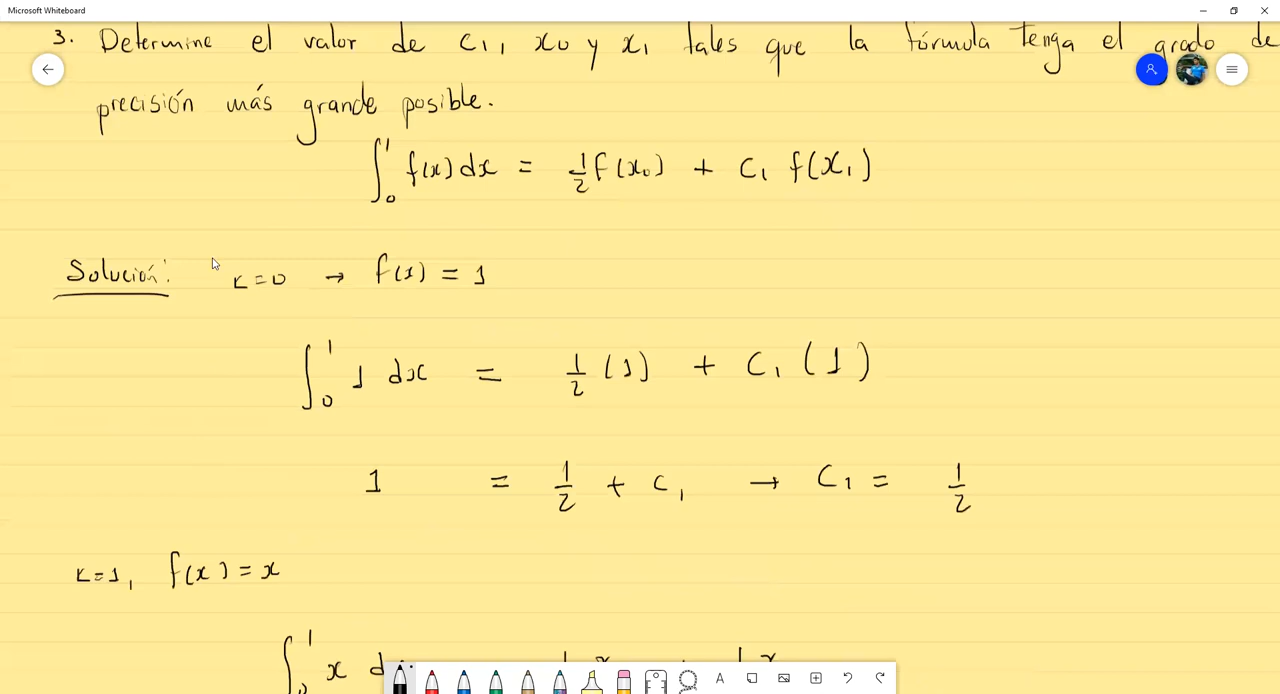 Microsoft Whiteboard
3. Determine el valor de C1, x0 y x1 tales que la fórmula tenga el grado de
precisión más grande posible.
∫₀¹ f(x)dx = 1/2 f(x₀) + C₁ f(x₁)
Solución: K=0 → f(x) = 1
∫₀¹ 1 dx = 1/2 (1) + C₁ (1)
1 = 1/2 + C₁ → C₁ = 1/2
K=1, f(x) = x
∫₀¹ x